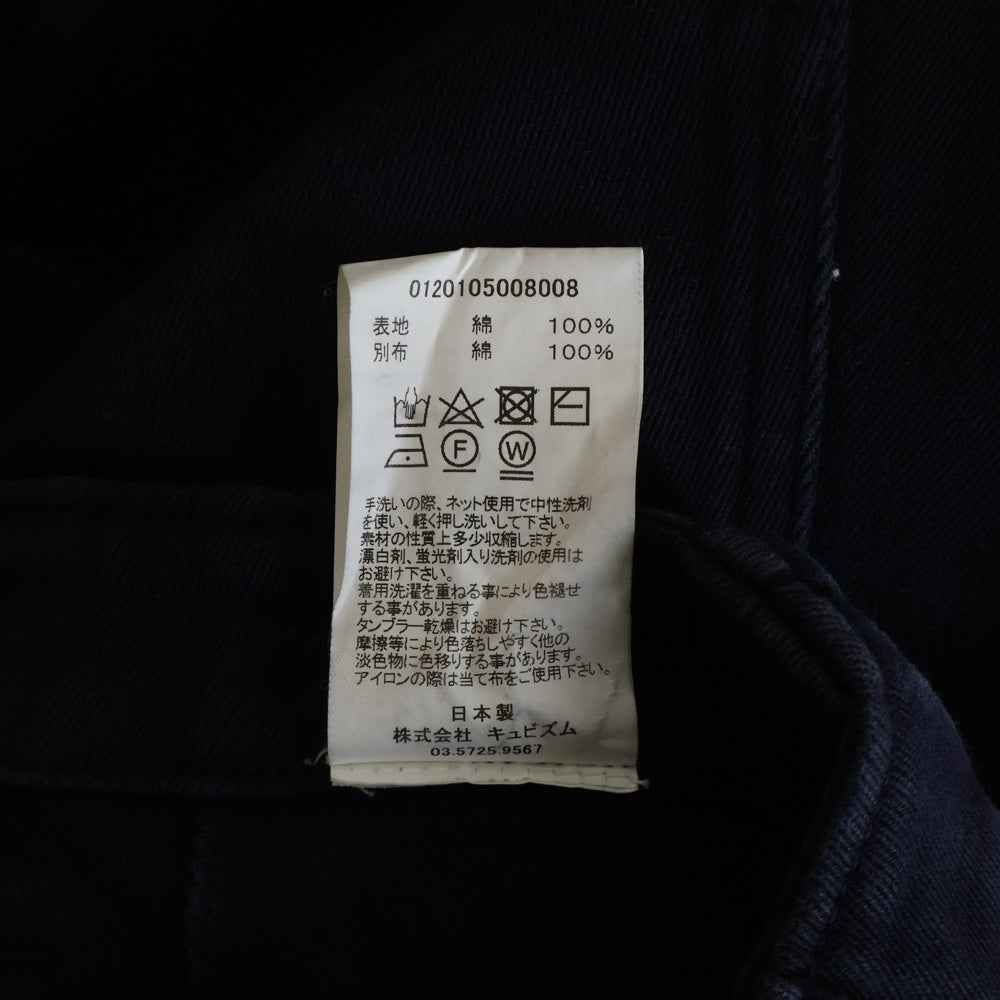 0120105008008
表地 綿 100%
別布 綿 100%
F W
手洗いの際、ネット使用で中性洗剤
を使い、軽く押し洗いして下さい。
素材の性質上多少収縮します。
漂白剤、蛍光剤入り洗剤の使用は
お避け下さい。
着用洗濯を重ねる事により色褪せ
する事があります。
タンブラー乾燥はお避け下さい。
摩擦等により色落ちしやすく他の
淡色物に色移りする事があります。
アイロンの際は当て布をご使用下さい。
日本製
株式会社 キュビズム
03.5725.9567